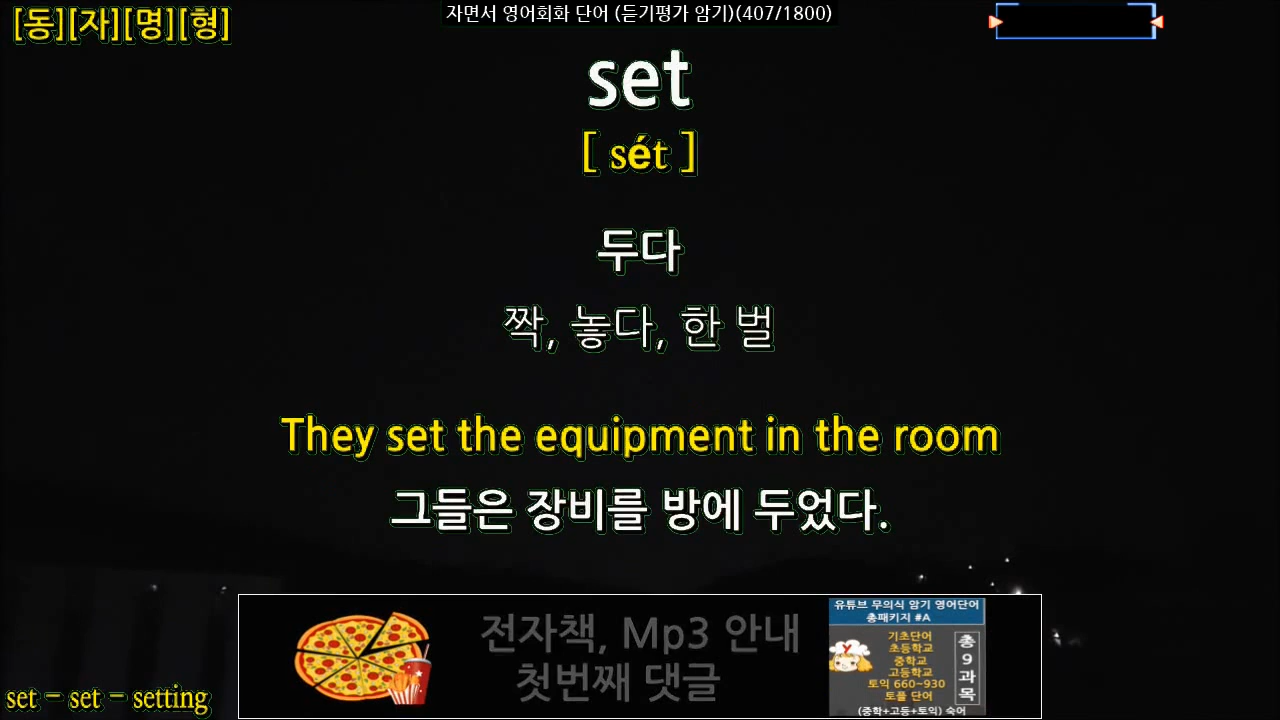 [동][자][명][형]
자면서 영어회화 단어 (듣기평가 암기)(407/1800)
set
[ sét ]
두다
짝, 놓다, 한 벌
They set the equipment in the room
그들은 장비를 방에 두었다.
전자책, Mp3 안내
첫번째 댓글
유튜브 무의식 암기 영어단어
총패키지 #A
기초단어
초등학교
중학교
고등학교
토익 660~930
토플 단어
(중학+고등+토익) 숙어
총
9
과
목
set - set - setting